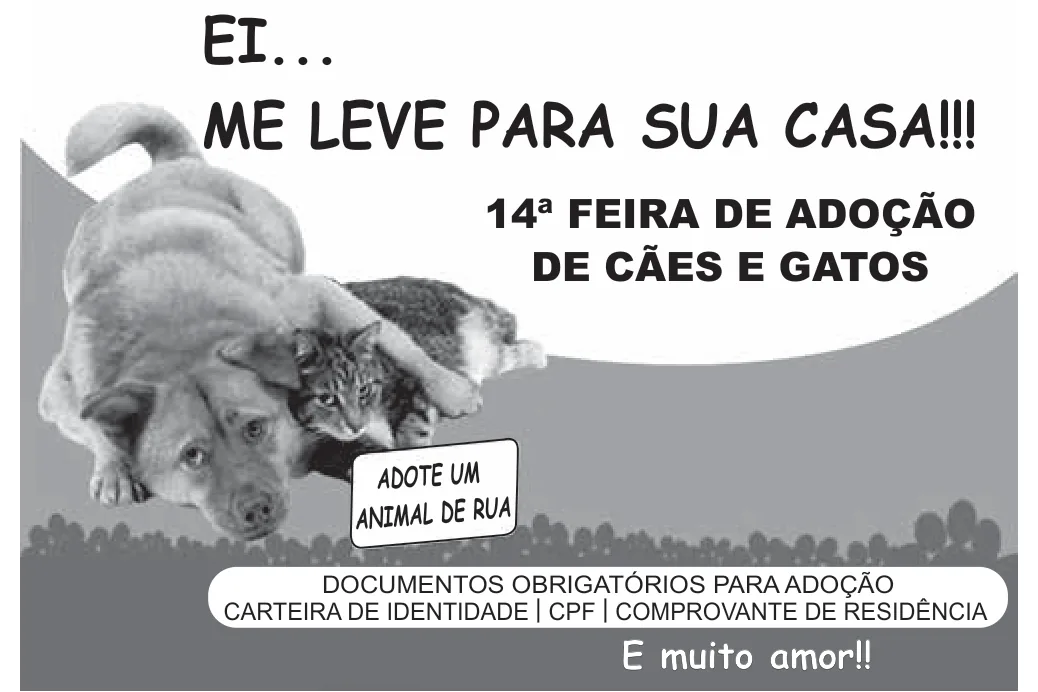 EI...
ME LEVE PARA SUA CASA!!!
14ª FEIRA DE ADOÇÃO
DE CÃES E GATOS
ADOTE UM
ANIMAL DE RUA
DOCUMENTOS OBRIGATÓRIOS PARA ADOÇÃO
CARTEIRA DE IDENTIDADE | CPF | COMPROVANTE DE RESIDÊNCIA
E muito amor!!